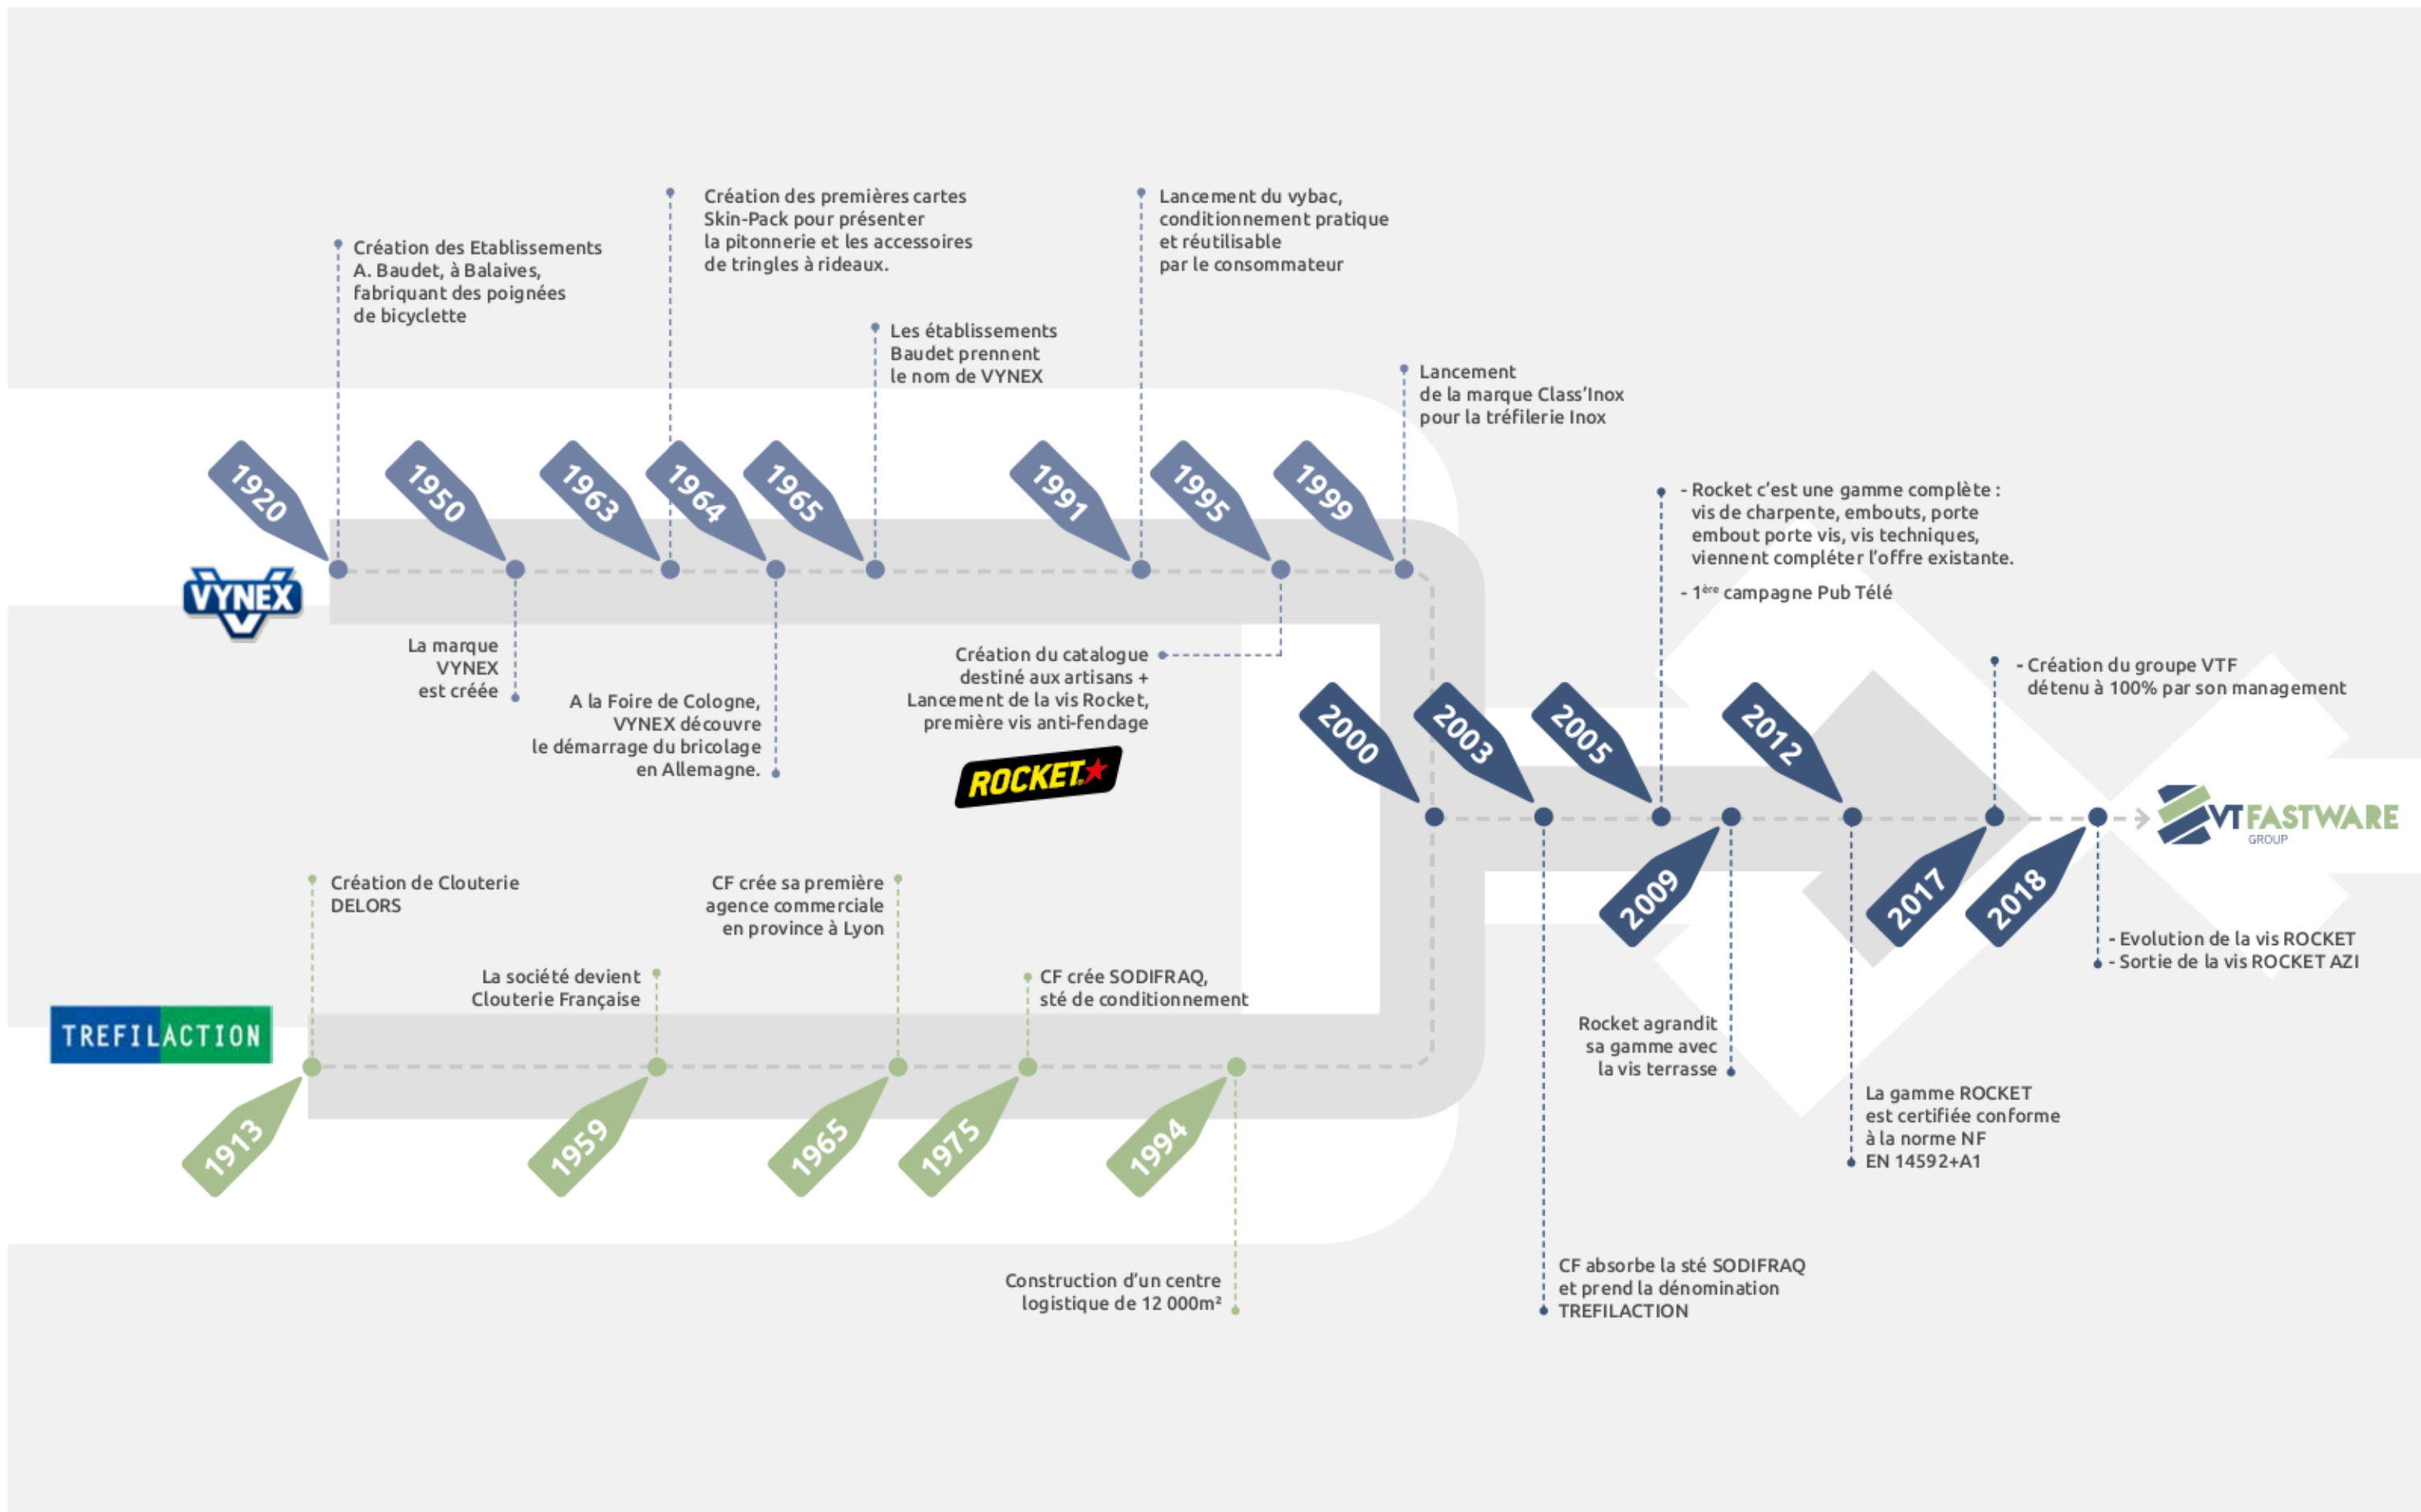 Création des Etablissements
A. Baudet, à Balaives,
fabriquant des poignées
de bicyclette
Création des premières cartes
Skin-Pack pour présenter
la pitonnerie et les accessoires
de tringles à rideaux.
Les établissements
Baudet prennent
le nom de VYNEX
Lancement du vybac,
conditionnement pratique
et réutilisable
par le consommateur
Lancement
de la marque Class'Inox
pour la tréfilerie Inox
1920
1950
1963
1964
1965
1991
1995
1999
VYNEX
La marque
VYNEX
est créée
A la Foire de Cologne,
VYNEX découvre
le démarrage du bricolage
en Allemagne.
Création du catalogue
destiné aux artisans +
Lancement de la vis Rocket,
première vis anti-fendage
ROCKET
- Rocket c'est une gamme complète :
vis de charpente, embouts, porte
embout porte vis, vis techniques,
viennent compléter l'offre existante.
- 1ère campagne Pub Télé
- Création du groupe VTF
détenu à 100% par son management
2000
2003
2005
2012
2009
2017
2018
VTFASTWARE
GROUP
- Evolution de la vis ROCKET
- Sortie de la vis ROCKET AZI
Rocket agrandit
sa gamme avec
la vis terrasse
La gamme ROCKET
est certifiée conforme
à la norme NF
EN 14592+A1
CF absorbe la sté SODIFRAQ
et prend la dénomination
TREFILACTION
Création de Clouterie
DELORS
La société devient
Clouterie Française
CF crée sa première
agence commerciale
en province à Lyon
CF crée SODIFRAQ,
sté de conditionnement
TREFILACTION
1913
1959
1965
1975
1994
Construction d'un centre
logistique de 12 000m²